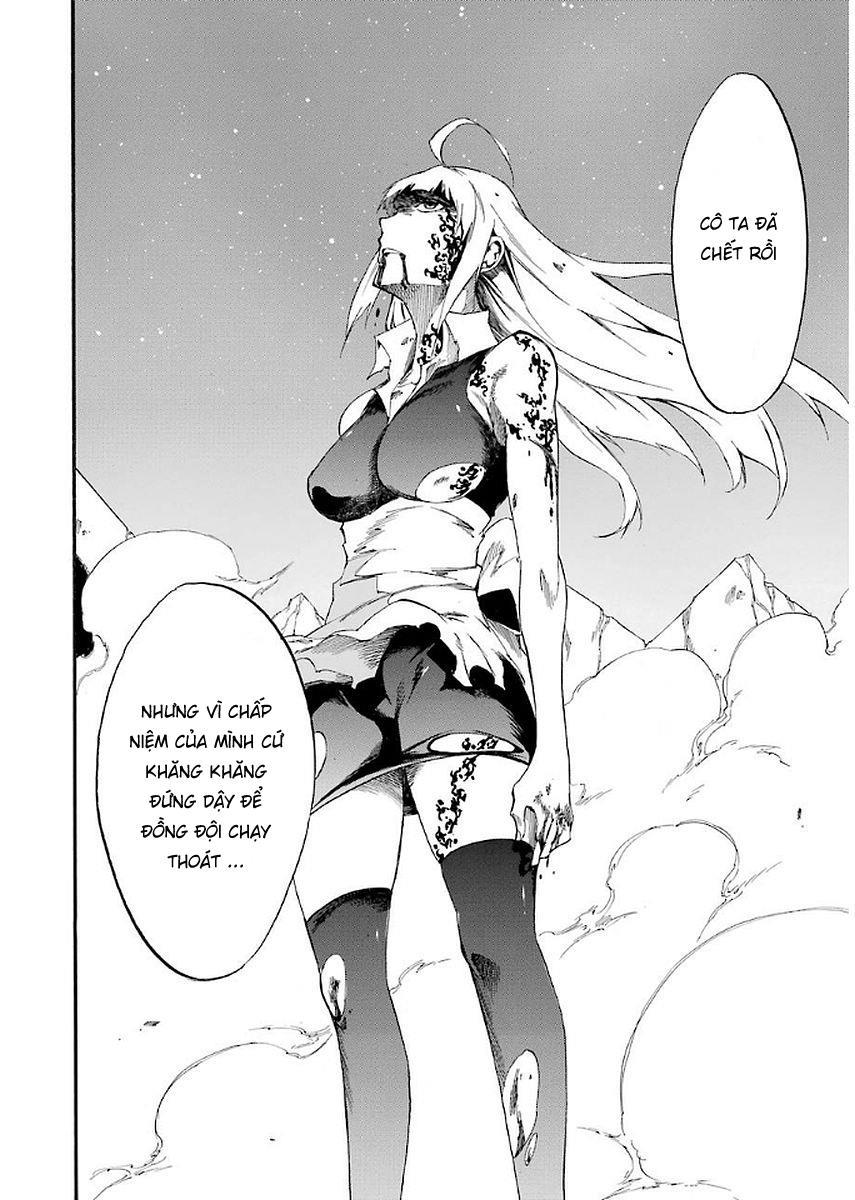 CÔ TA ĐÃ
CHẾT RỒI
NHƯNG VÌ CHẤP
NIỆM CỦA MÌNH CỨ
KHĂNG KHĂNG
ĐỨNG DẬY ĐỂ
ĐỒNG ĐỘI CHẠY
THOÁT ...